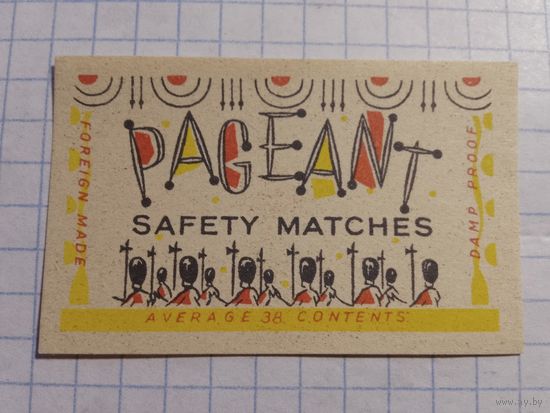 PAGEANT
SAFETY MATCHES
FOREIGN MADE
DAMP PROOF
AVERAGE 38 CONTENTS
www.ay.by